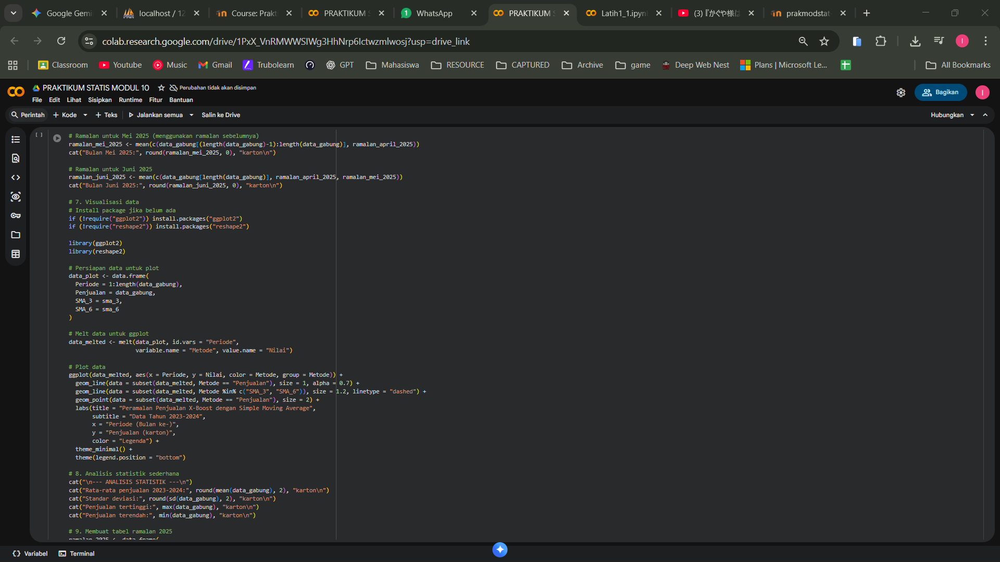 Google Gemi
localhost / 12
Course: Prakt
PRAKTIKUM S
WhatsApp
PRAKTIKUM S
Latih1_1.ipyn
(3)『かぐや様は
prakmodstat
colab.research.google.com/drive/1PxX_VnRMWWSIWg3HhNrp6Ictwzmlwosj?usp=drive_link
Classroom
Youtube
Music
Gmail
Trubolearn
GPT
Mahasiswa
RESOURCE
CAPTURED
Archive
game
Deep Web Nest
Plans | Microsoft Le...
All Bookmarks
PRAKTIKUM STATIS MODUL 10
Perubahan tidak akan disimpan
File Edit Lihat Sisipkan Runtime Fitur Bantuan
Bagikan
I
Perintah + Kode + Teks Jalankan semua Salin ke Drive
Hubungkan
[ ]
# Ramalan untuk Mei 2025 (menggunakan ramalan sebelumnya)
ramalan_mei_2025 <- mean(c(data_gabung[(length(data_gabung)-1):length(data_gabung)], ramalan_april_2025))
cat("Bulan Mei 2025:", round(ramalan_mei_2025, 0), "karton\n")
# Ramalan untuk Juni 2025
ramalan_juni_2025 <- mean(c(data_gabung[length(data_gabung)], ramalan_april_2025, ramalan_mei_2025))
cat("Bulan Juni 2025:", round(ramalan_juni_2025, 0), "karton\n")
# 7. Visualisasi data
# Install package jika belum ada
if (!require("ggplot2")) install.packages("ggplot2")
if (!require("reshape2")) install.packages("reshape2")
library(ggplot2)
library(reshape2)
# Persiapan data untuk plot
data_plot <- data.frame(
Periode = 1:length(data_gabung),
Penjualan = data_gabung,
SMA_3 = sma_3,
SMA_6 = sma_6
)
# Melt data untuk ggplot
data_melted <- melt(data_plot, id.vars = "Periode",
variable.name = "Metode", value.name = "Nilai")
# Plot data
ggplot(data_melted, aes(x = Periode, y = Nilai, color = Metode, group = Metode)) +
geom_line(data = subset(data_melted, Metode == "Penjualan"), size = 1, alpha = 0.7) +
geom_line(data = subset(data_melted, Metode %in% c("SMA_3", "SMA_6")), size = 1.2, linetype = "dashed") +
geom_point(data = subset(data_melted, Metode == "Penjualan"), size = 2) +
labs(title = "Peramalan Penjualan X-Boost dengan Simple Moving Average",
subtitle = "Data Tahun 2023-2024",
x = "Periode (Bulan ke-)",
y = "Penjualan (karton)",
color = "Legenda") +
theme_minimal() +
theme(legend.position = "bottom")
# 8. Analisis statistik sederhana
cat("\n--- ANALISIS STATISTIK ---\n")
cat("Rata-rata penjualan 2023-2024:", round(mean(data_gabung), 2), "karton\n")
cat("Standar deviasi:", round(sd(data_gabung), 2), "karton\n")
cat("Penjualan tertinggi:", max(data_gabung), "karton\n")
cat("Penjualan terendah:", min(data_gabung), "karton\n")
# 9. Membuat tabel ramalan 2025
ramalan_2025 <- data.frame(
Variabel
Terminal